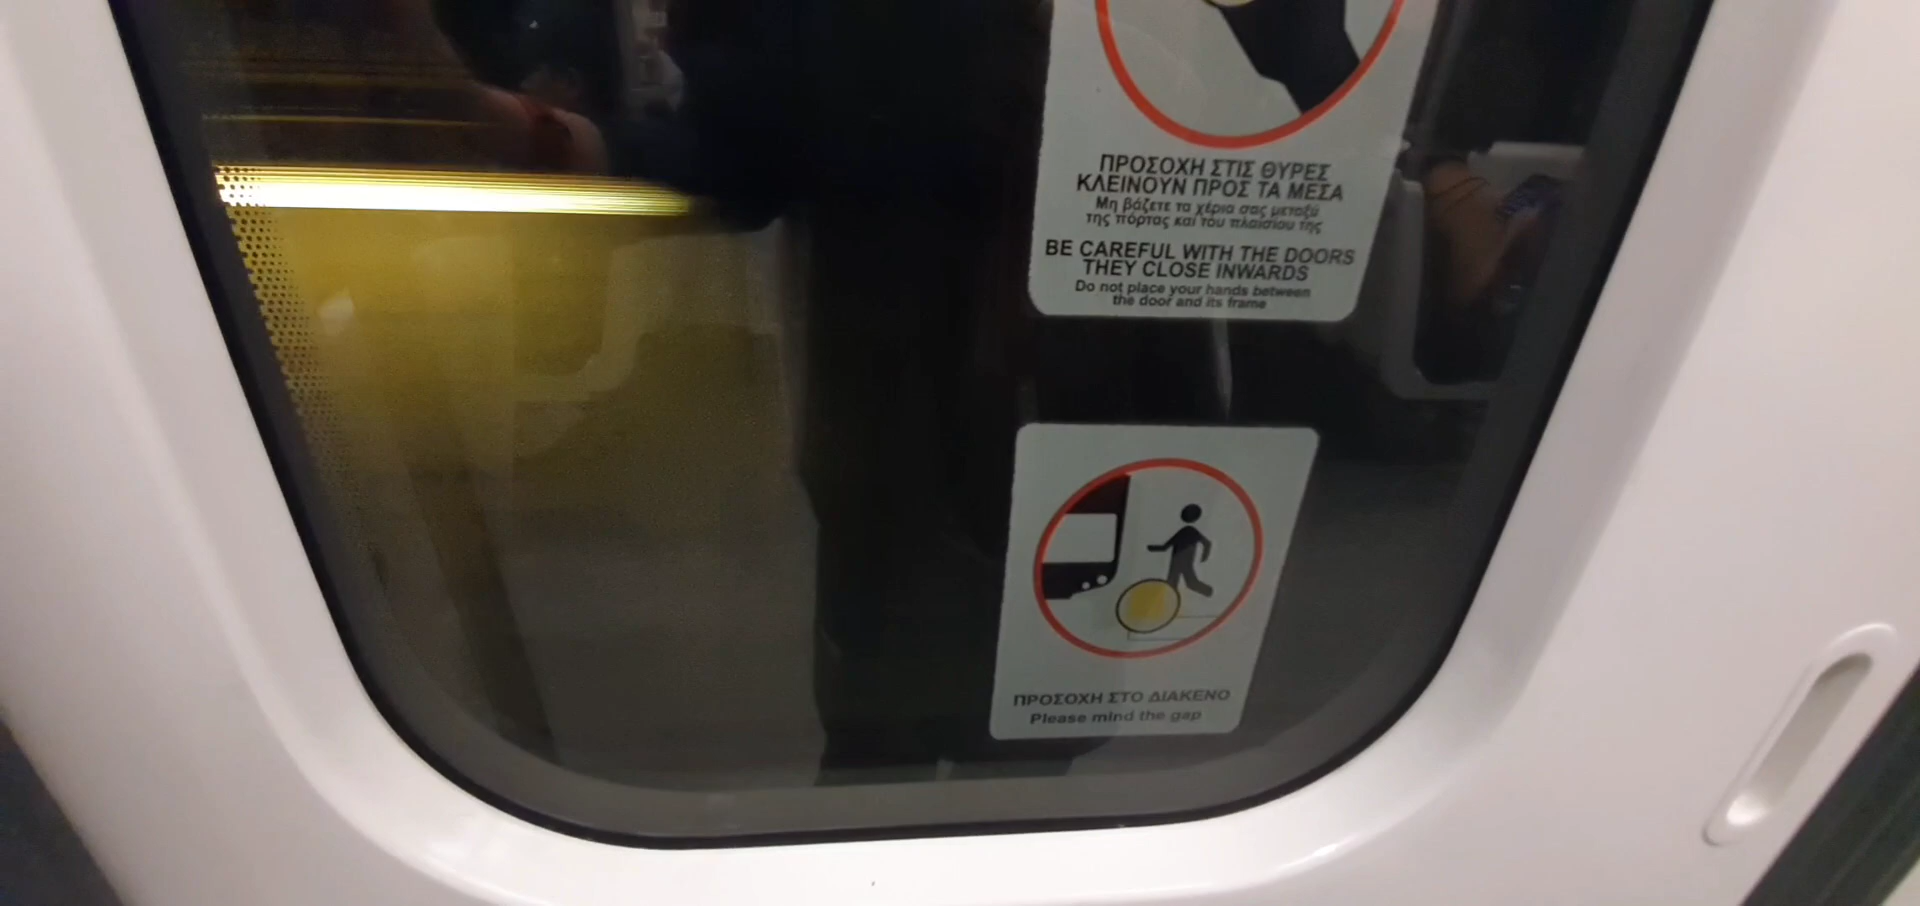 ΠΡΟΣΟΧΗ ΣΤΙΣ ΘΥΡΕΣ
ΚΛΕΙΝΟΥΝ ΠΡΟΣ ΤΑ ΜΕΣΑ
Μη βάζετε τα χέρια σας μεταξύ
της πόρτας και του πλαισίου της
BE CAREFUL WITH THE DOORS
THEY CLOSE INWARDS
Do not place your hands between
the door and its frame
ΠΡΟΣΟΧΗ ΣΤΟ ΔΙΑΚΕΝΟ
Please mind the gap